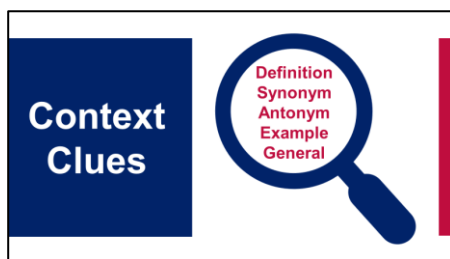 Context
Clues
Definition
Synonym
Antonym
Example
General